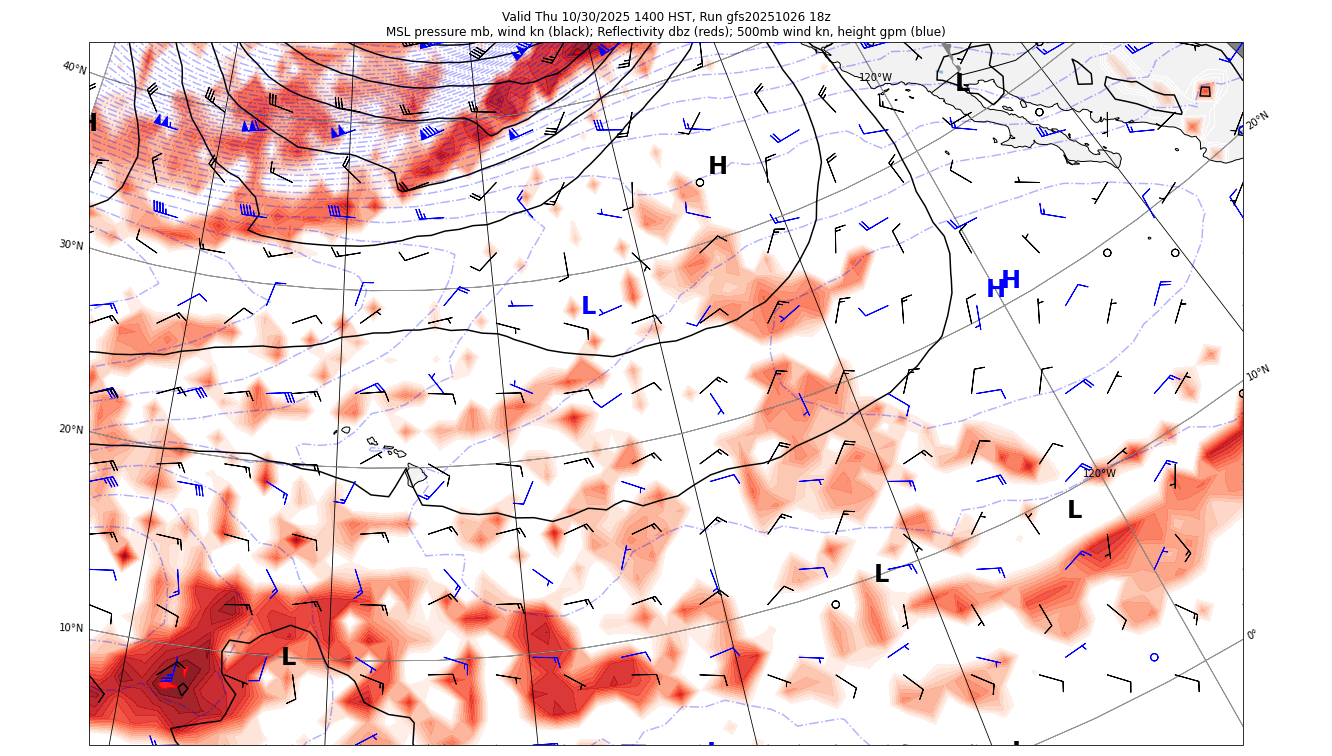 Valid Thu 10/30/2025 1400 HST, Run gfs20251026 18z
MSL pressure mb, wind kn (black); Reflectivity dbz (reds); 500mb wind kn, height gpm (blue)
40°N
120°W
L
20°N
H
H
30°N
H
H
L
10°N
20°N
120°W
L
L
10°N
0°
L